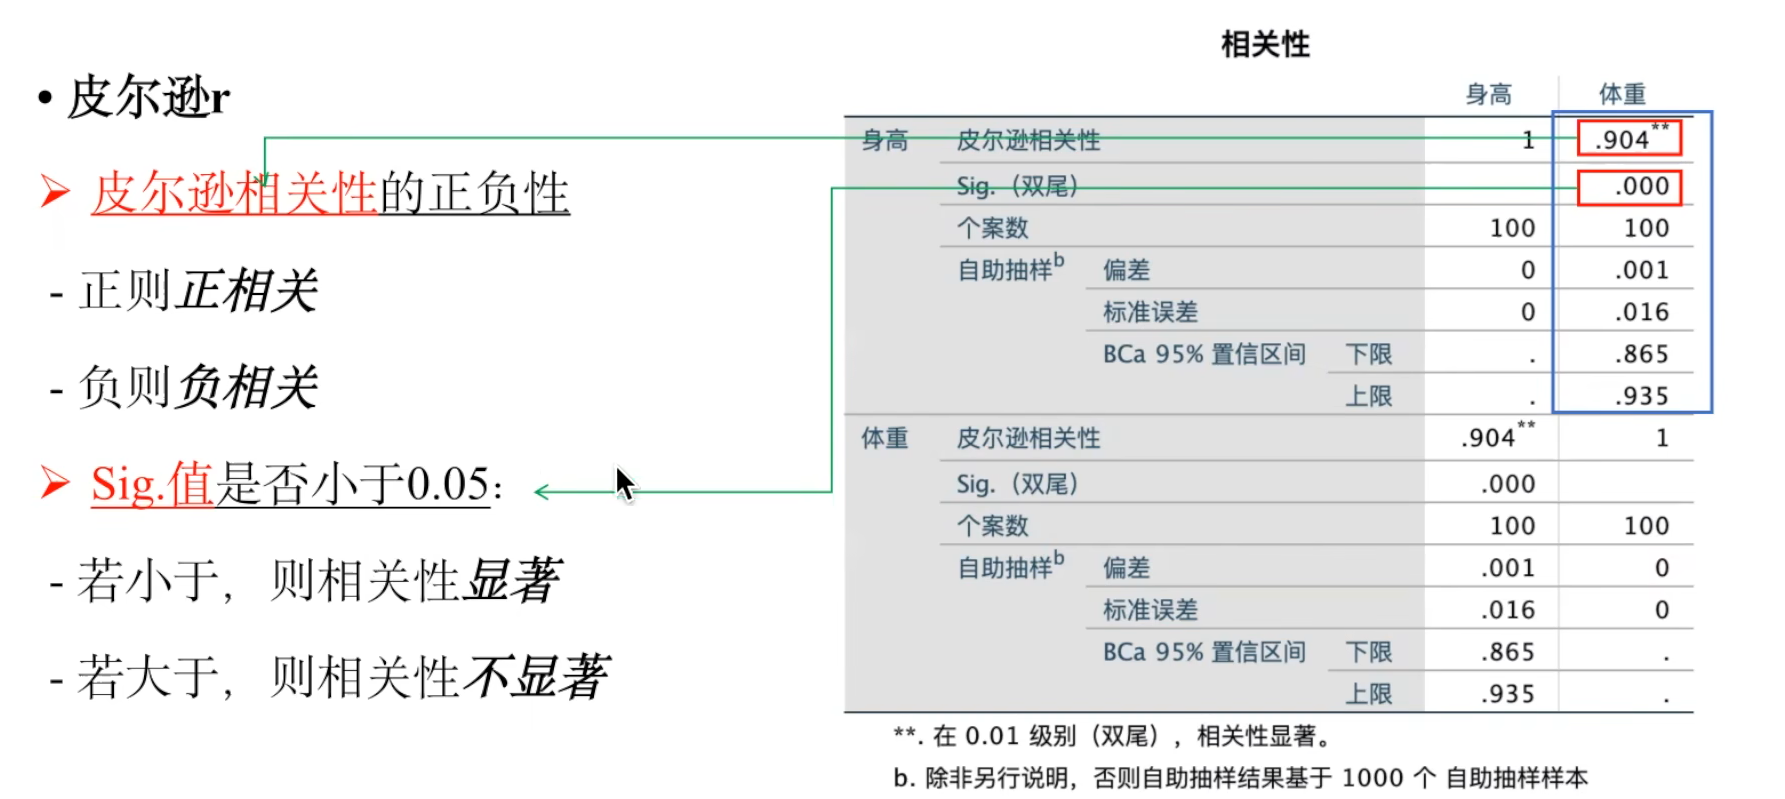 • 皮尔逊r
➢ 皮尔逊相关性的正负性
- 正则正相关
- 负则负相关
➢ Sig.值是否小于0.05：
- 若小于，则相关性显著
- 若大于，则相关性不显著
相关性
身高 体重
身高 皮尔逊相关性 1 .904**
Sig.（双尾） .000
个案数 100 100
自助抽样b 偏差 0 .001
标准误差 0 .016
BCa 95% 置信区间 下限 . .865
上限 . .935
体重 皮尔逊相关性 .904** 1
Sig.（双尾） .000
个案数 100 100
自助抽样b 偏差 .001 0
标准误差 .016 0
BCa 95% 置信区间 下限 .865 .
上限 .935 .
**. 在 0.01 级别（双尾），相关性显著。
b. 除非另行说明，否则自助抽样结果基于 1000 个 自助抽样样本